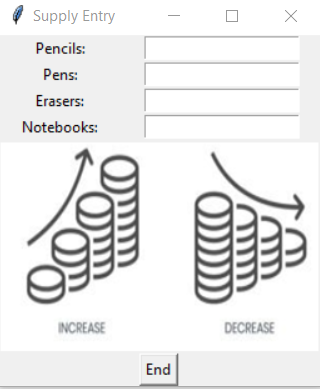 Supply Entry
Pencils:
Pens:
Erasers:
Notebooks:
INCREASE DECREASE
End